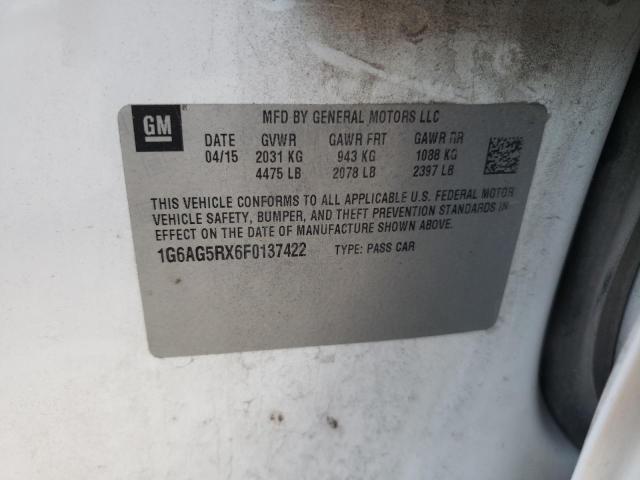 GM
MFD BY GENERAL MOTORS LLC
DATE GVWR GAWR FRT GAWR RR
04/15 2031 KG 943 KG 1088 KG
4475 LB 2078 LB 2397 LB
THIS VEHICLE CONFORMS TO ALL APPLICABLE U.S. FEDERAL MOTOR
VEHICLE SAFETY, BUMPER, AND THEFT PREVENTION STANDARDS IN
EFFECT ON THE DATE OF MANUFACTURE SHOWN ABOVE.
1G6AG5RX6F0137422 TYPE: PASS CAR